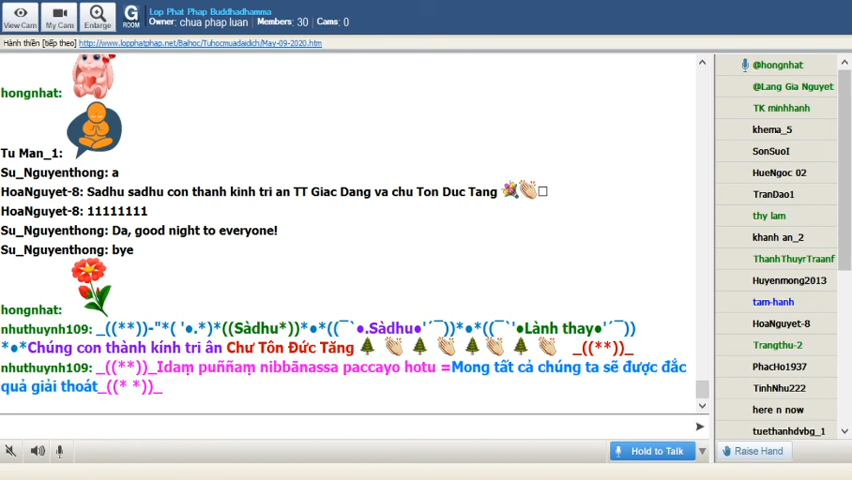 View Cam
My Cam
Enlarge
G
ROOM
Lop Phat Phap Buddhadhamma
Owner: chua phap luan Members: 30 Cams: 0
Hành thiền [tiếp theo] http://www.lopphatphap.net/Baihoc/Tuhocmuadaidich/May-09-2020.htm
hongnhat:
Tu Man_1:
Su_Nguyenthong: a
HoaNguyet-8: Sadhu sadhu con thanh kinh tri an TT Giac Dang va chu Ton Duc Tang 💐👏□
HoaNguyet-8: 11111111
Su_Nguyenthong: Da, good night to everyone!
Su_Nguyenthong: bye
hongnhat:
nhuthuynh109: _((**))-"*( '●.*)*((Sàdhu*))*●*((¯`●.Sàdhu●'´¯))*●*((¯`'●Lành thay●'´¯))
*●*Chúng con thành kính tri ân Chư Tôn Đức Tăng 🌲👏🌲👏🌲👏🌲👏 _((**))_
nhuthuynh109: _((**))_Idaṃ puññaṃ nibbānassa paccayo hotu =Mong tất cả chúng ta sẽ được đắc
quả giải thoát_((* *))_
Hold to Talk
Raise Hand
@hongnhat
@Lang Gia Nguyet
TK minhhanh
khema_5
SonSuoI
HueNgoc 02
TranDao1
thy lam
khanh an_2
ThanhThuyrTraanf
Huyenmong2013
tam-hanh
HoaNguyet-8
Trangthu-2
PhacHo1937
TinhNhu222
here n now
tuethanhdvbg_1